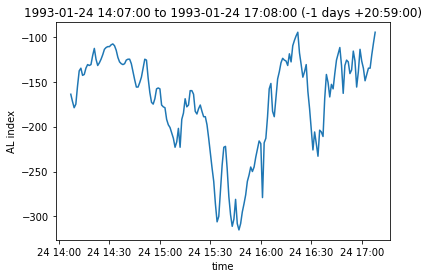 1993-01-24 14:07:00 to 1993-01-24 17:08:00 (-1 days +20:59:00)
−100
−150
−200
−250
−300
AL index
24 14:00 24 14:30 24 15:00 24 15:30 24 16:00 24 16:30 24 17:00
time